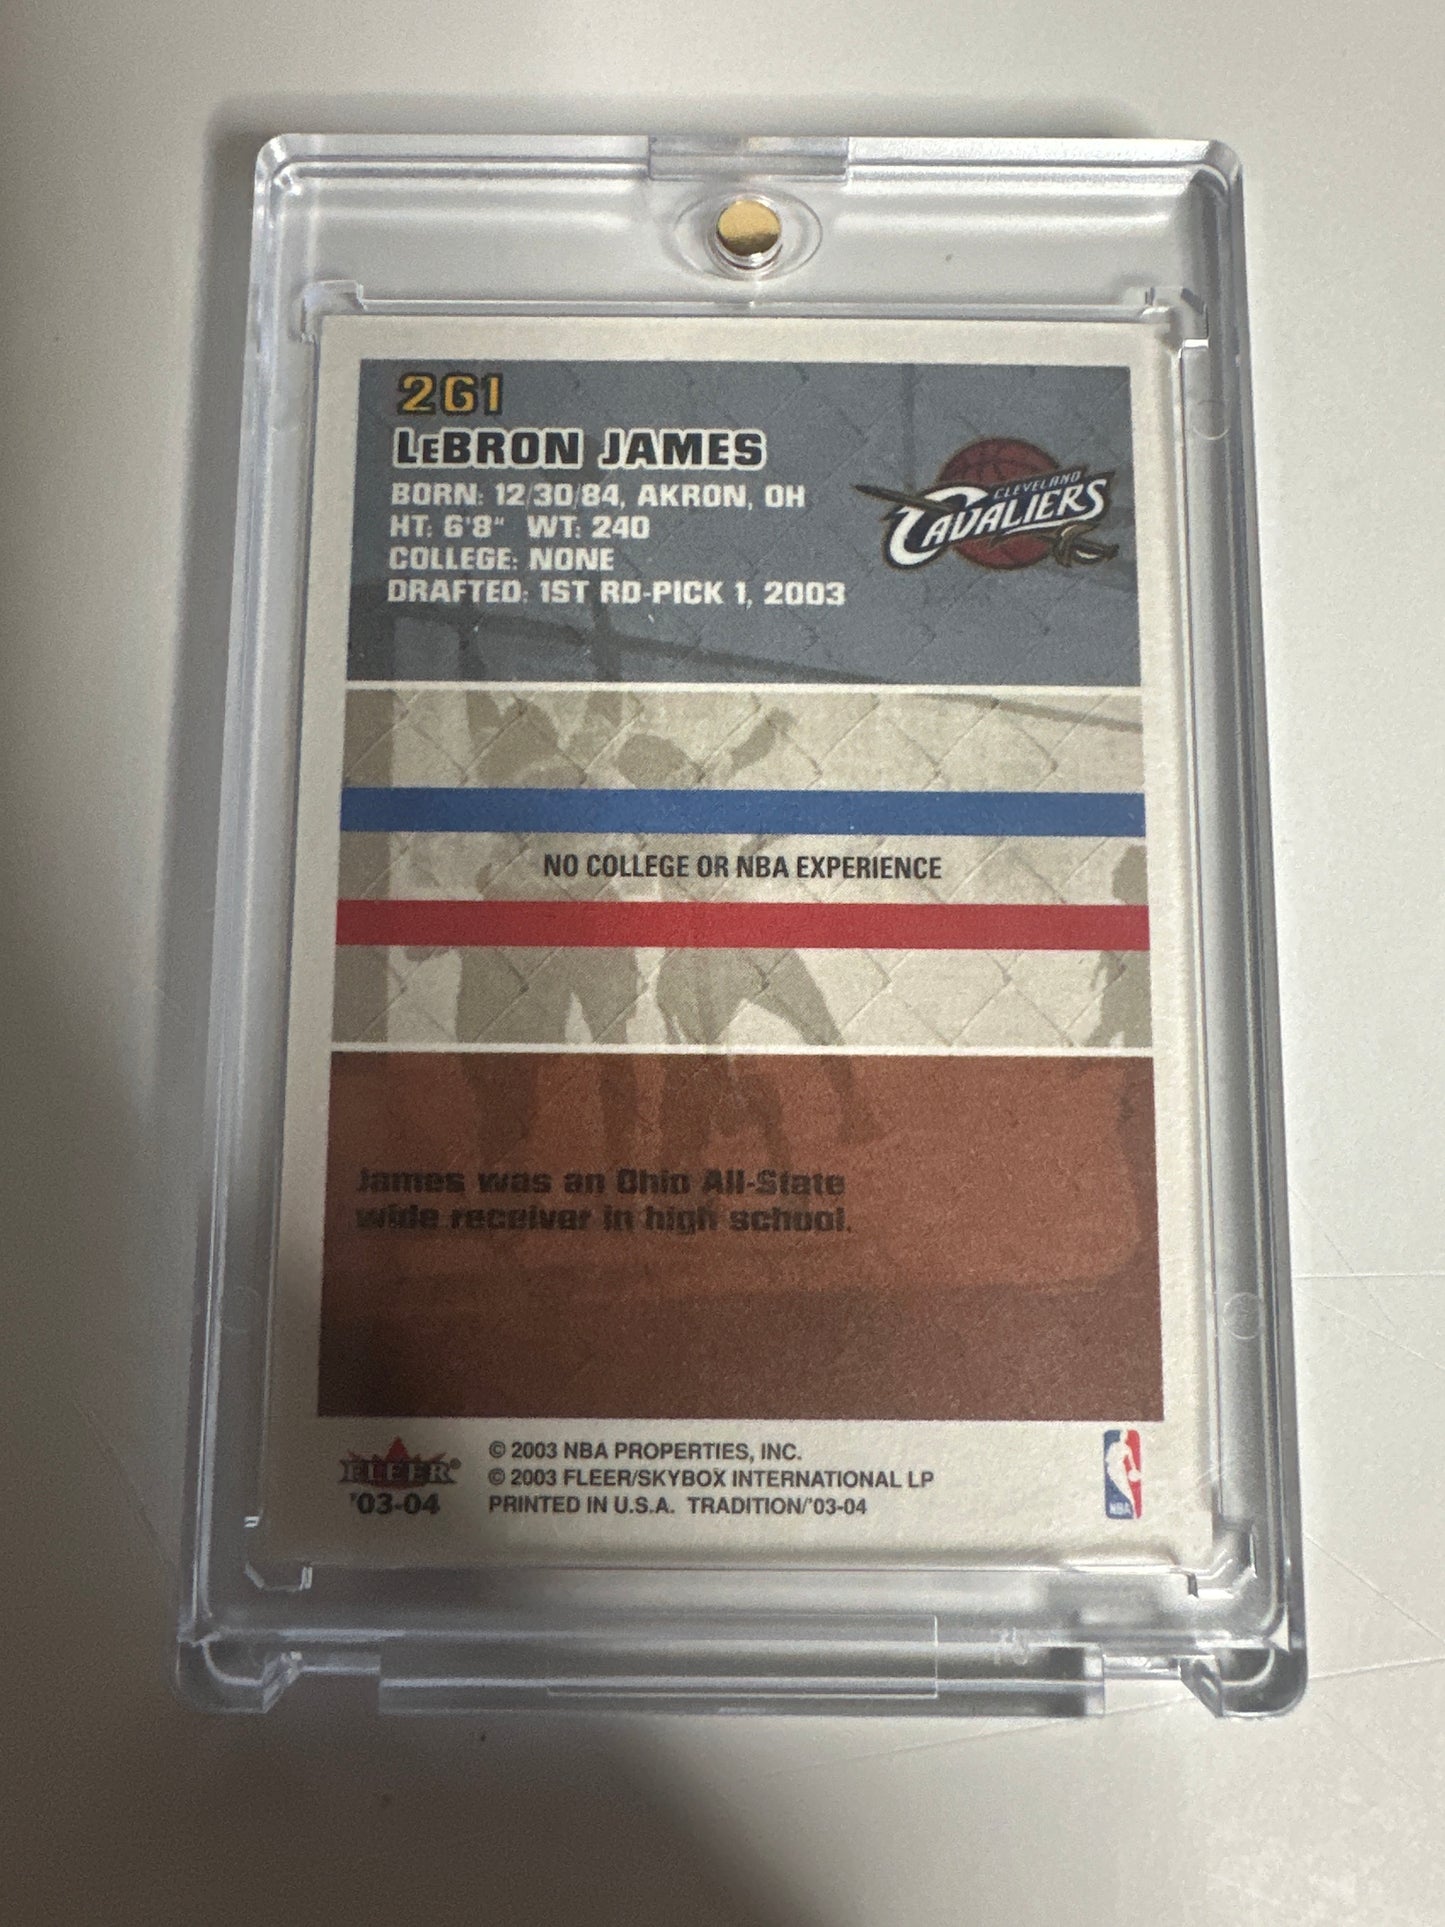 261
LeBRON JAMES
BORN: 12/30/84, AKRON, OH
HT: 6'8" WT: 240
COLLEGE: NONE
DRAFTED: 1ST RD-PICK 1, 2003
CLEVELAND
CAVALIERS
NO COLLEGE OR NBA EXPERIENCE
James was an Ohio All-State
wide receiver in high school.
FLEER
'03-04
© 2003 NBA PROPERTIES, INC.
© 2003 FLEER/SKYBOX INTERNATIONAL LP
PRINTED IN U.S.A. TRADITION/'03-04
NBA